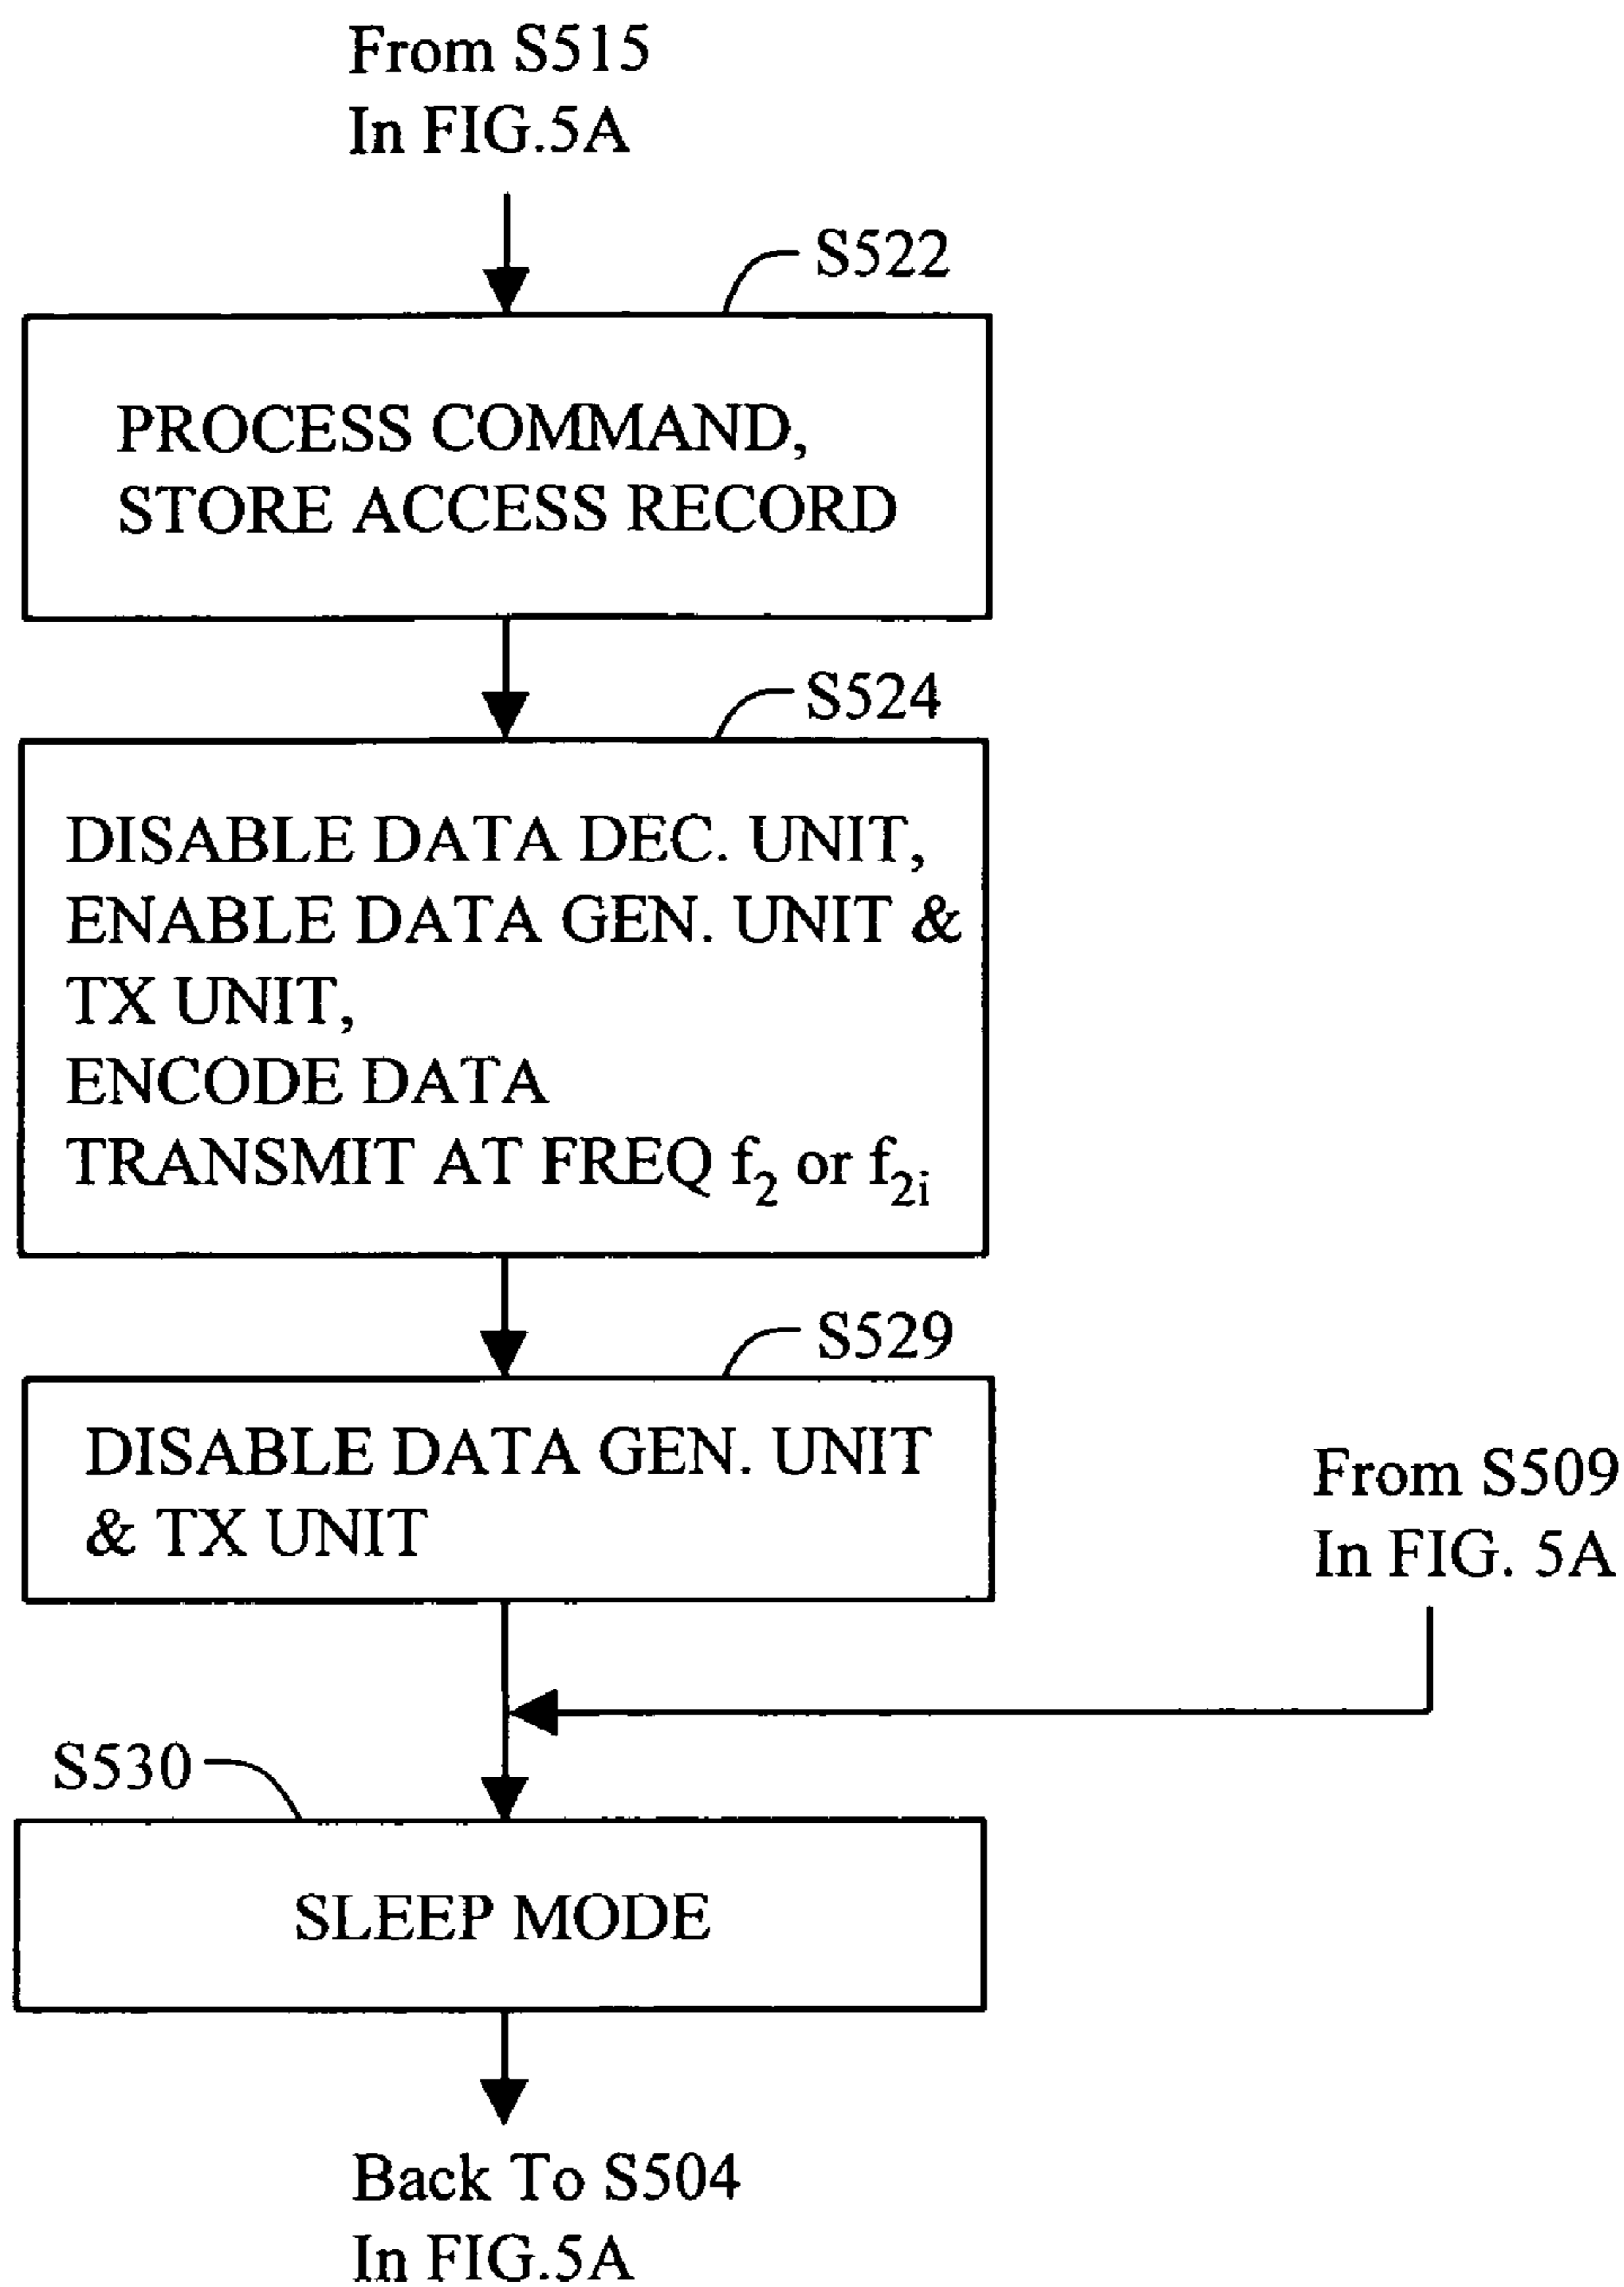 From S515
In FIG.5A
S522
PROCESS COMMAND,
STORE ACCESS RECORD
S524
DISABLE DATA DEC. UNIT,
ENABLE DATA GEN. UNIT &
TX UNIT,
ENCODE DATA
TRANSMIT AT FREQ f₂ or f₂ᵢ
S529
DISABLE DATA GEN. UNIT
& TX UNIT
From S509
In FIG. 5A
S530
SLEEP MODE
Back To S504
In FIG.5A